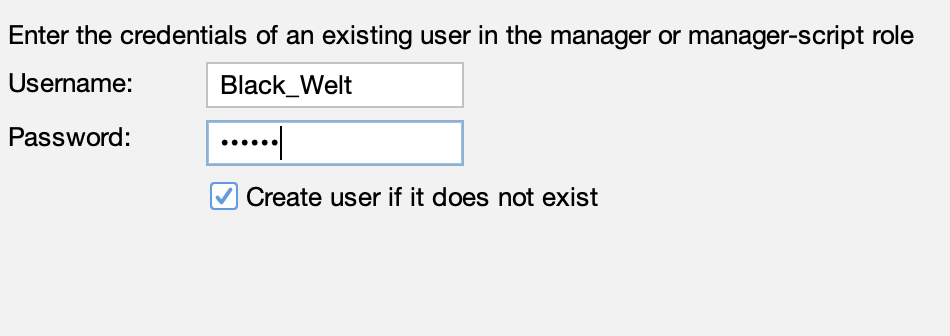 Enter the credentials of an existing user in the manager or manager-script role
Username: Black_Welt
Password: ••••••
Create user if it does not exist